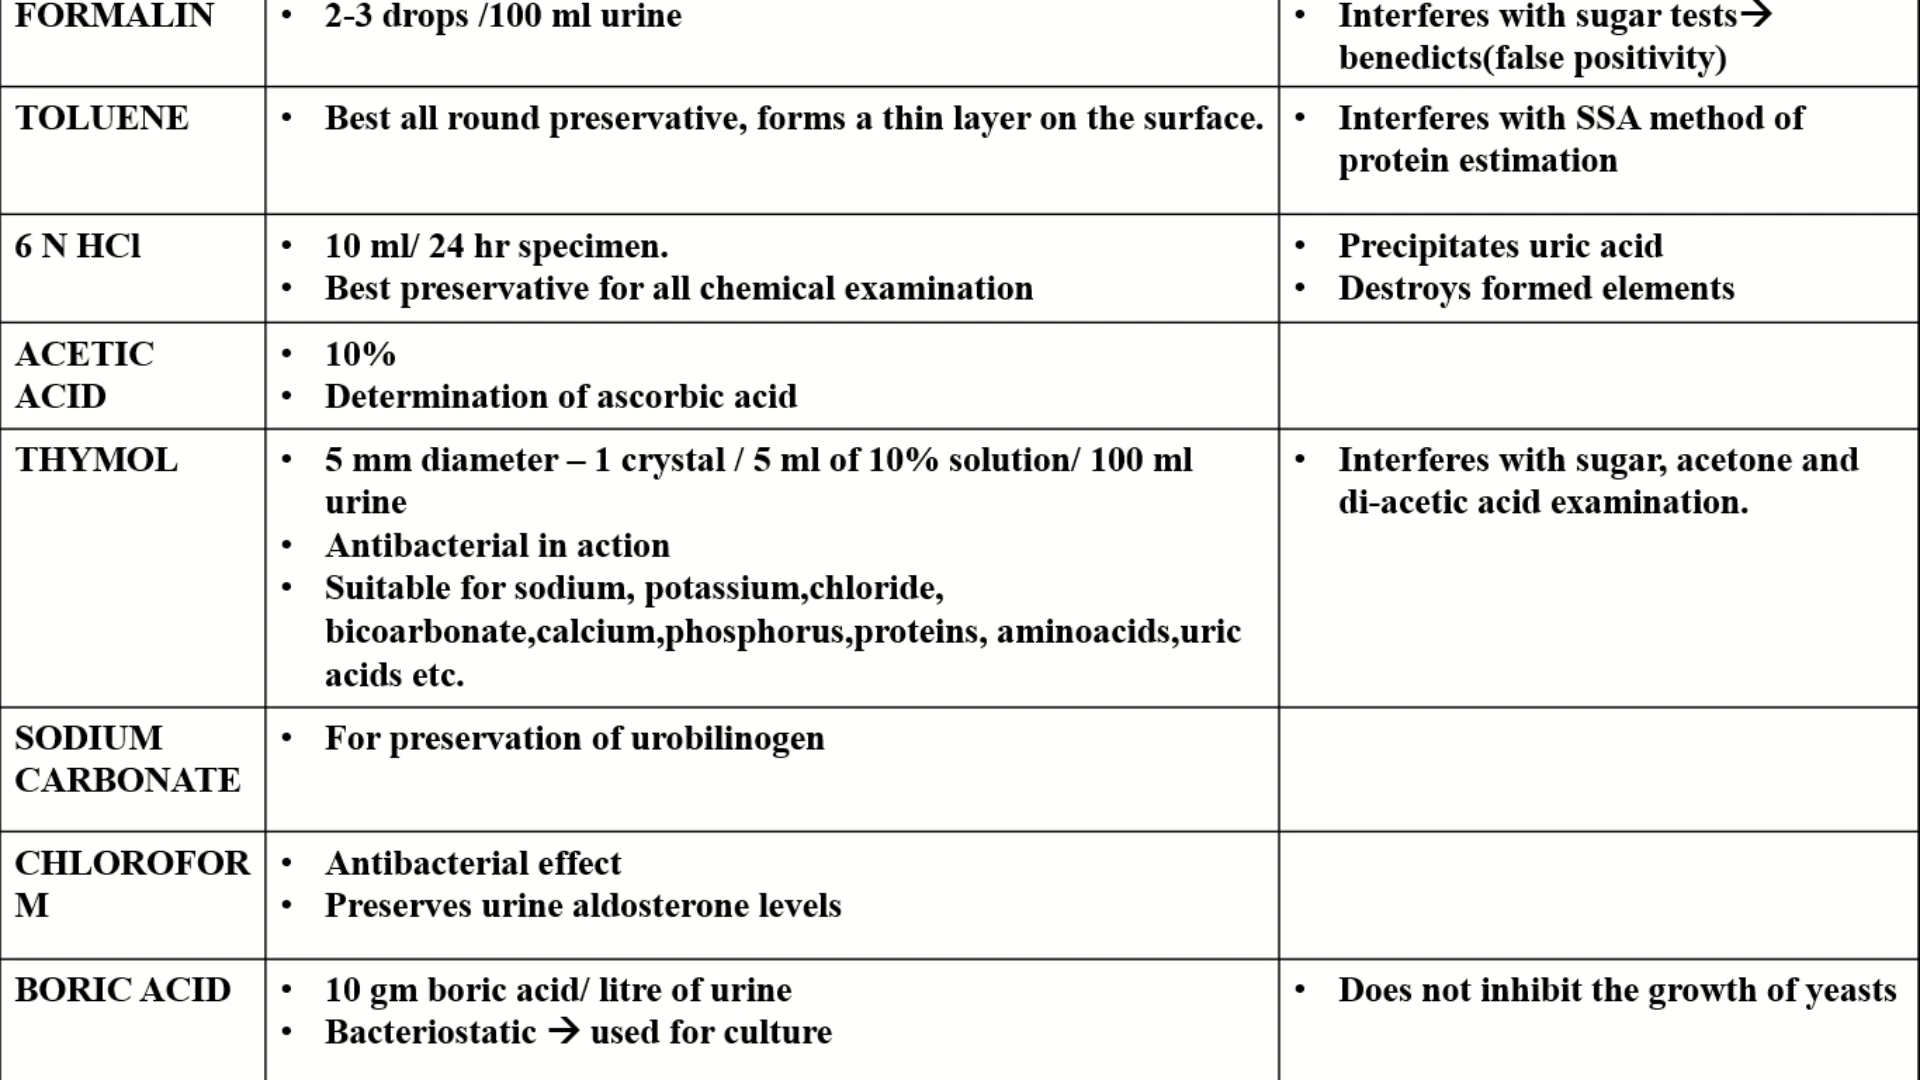 FORMALIN
• 2-3 drops /100 ml urine
• Interferes with sugar tests→
benedicts(false positivity)
TOLUENE
• Best all round preservative, forms a thin layer on the surface.
• Interferes with SSA method of
protein estimation
6 N HCl
• 10 ml/ 24 hr specimen.
• Best preservative for all chemical examination
• Precipitates uric acid
• Destroys formed elements
ACETIC
ACID
• 10%
• Determination of ascorbic acid
THYMOL
• 5 mm diameter – 1 crystal / 5 ml of 10% solution/ 100 ml
urine
• Antibacterial in action
• Suitable for sodium, potassium,chloride,
bicoarbonate,calcium,phosphorus,proteins, aminoacids,uric
acids etc.
• Interferes with sugar, acetone and
di-acetic acid examination.
SODIUM
CARBONATE
• For preservation of urobilinogen
CHLOROFOR
M
• Antibacterial effect
• Preserves urine aldosterone levels
BORIC ACID
• 10 gm boric acid/ litre of urine
• Bacteriostatic → used for culture
• Does not inhibit the growth of yeasts